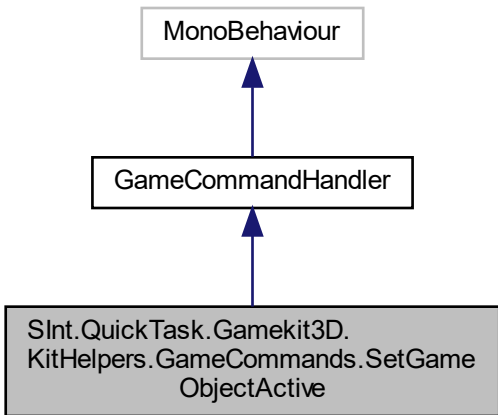 MonoBehaviour
GameCommandHandler
SInt.QuickTask.Gamekit3D.
KitHelpers.GameCommands.SetGame
ObjectActive